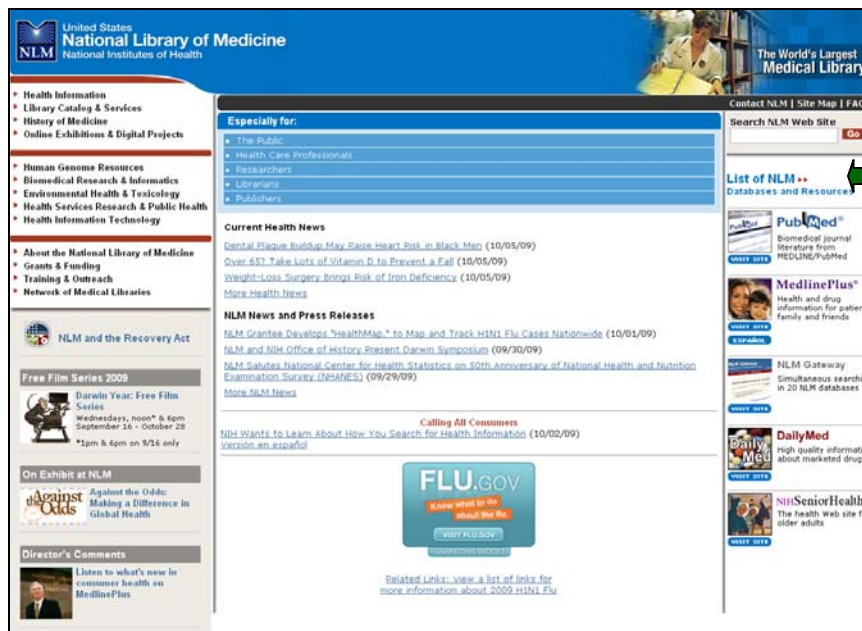 United States
National Library of Medicine
National Institutes of Health
NLM
The World's Largest
Medical Library
Contact NLM | Site Map | FAQ
Health Information
Library Catalog & Services
History of Medicine
Online Exhibitions & Digital Projects
Human Genome Resources
Biomedical Research & Informatics
Environmental Health & Toxicology
Health Services Research & Public Health
Health Information Technology
About the National Library of Medicine
Grants & Funding
Training & Outreach
Network of Medical Libraries
NLM and the Recovery Act
Free Film Series 2009
Darwin Year: Free Film
Series
Wednesdays, noon* & 6pm
September 16 - October 28
*1pm & 6pm on 9/16 only
On Exhibit at NLM
Against the Odds
Against the Odds:
Making a Difference in
Global Health
Director's Comments
Listen to what's new in
consumer health on
MedlinePlus
Especially for:
The Public
Health Care Professionals
Researchers
Librarians
Publishers
Current Health News
Dental Plaque Buildup May Raise Heart Risk in Black Men (10/05/09)
Over 65? Take Lots of Vitamin D to Prevent a Fall (10/05/09)
Weight-Loss Surgery Brings Risk of Iron Deficiency (10/05/09)
More Health News
NLM News and Press Releases
NLM Grantee Develops "HealthMap," to Map and Track H1N1 Flu Cases Nationwide (10/01/09)
NLM and NIH Office of History Present Darwin Symposium (09/30/09)
NLM Salutes National Center for Health Statistics on 50th Anniversary of National Health and Nutrition
Examination Survey (NHANES) (09/29/09)
More NLM News
Calling All Consumers
NIH Wants to Learn About How You Search for Health Information (10/02/09)
Versión en español
FLU.GOV
Know what to do
about the flu.
VISIT FLU.GOV
SHARE THIS WIDGET
Related Links: view a list of links for
more information about 2009 H1N1 Flu
Search NLM Web Site
Go
List of NLM
Databases and Resources
PubMed
PubMed®
Biomedical journal
literature from
MEDLINE/PubMed
VISIT SITE
MedlinePlus®
Health and drug
information for patien
family and friends
VISIT SITE
ESPAÑOL
NLM Gateway
Simultaneous searchi
in 20 NLM databases
VISIT SITE
Daily
Med
DailyMed
High quality informati
about marketed drug
VISIT SITE
NIHSeniorHealth
The health Web site f
older adults
VISIT SITE